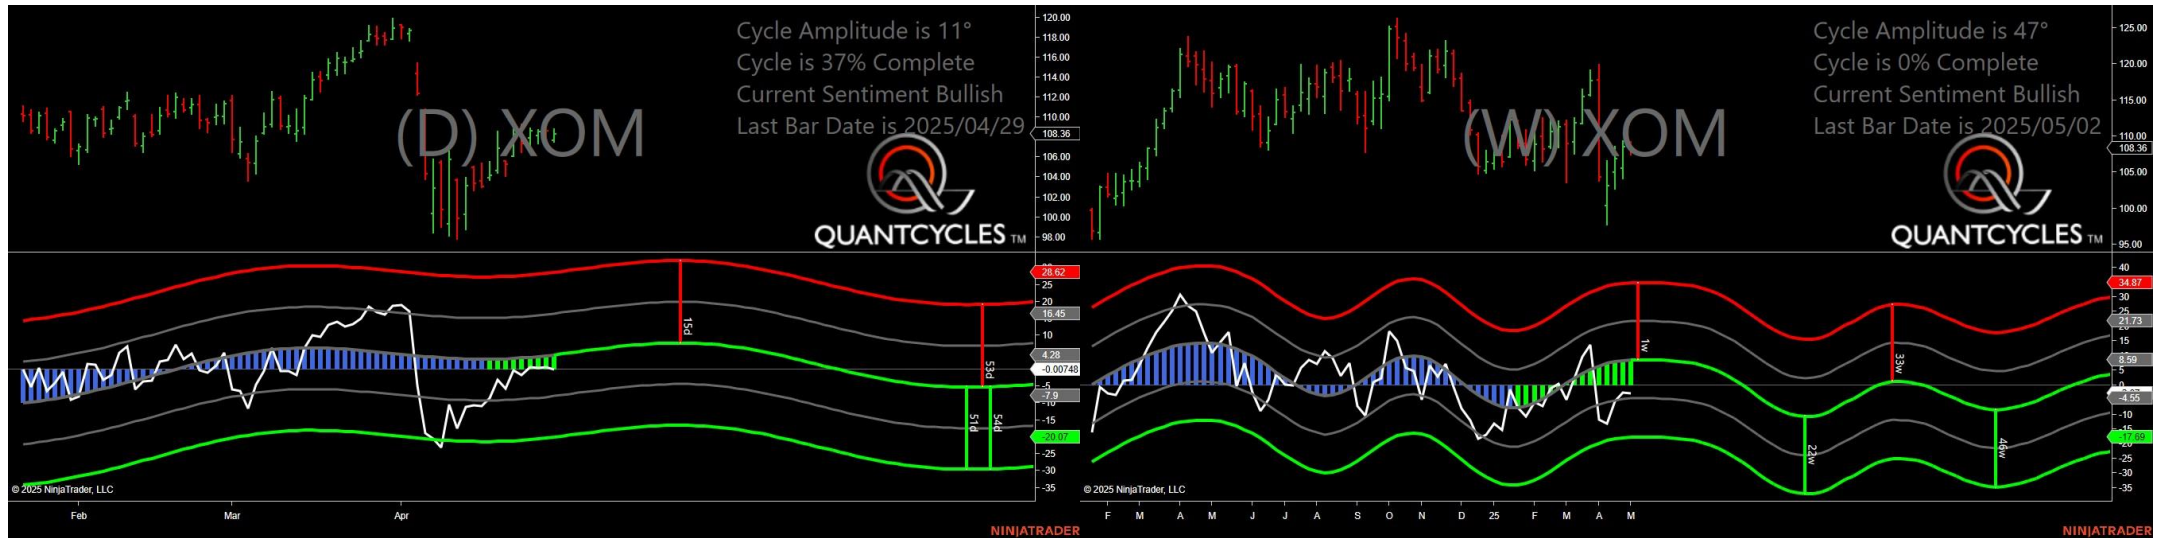 Cycle Amplitude is 11°
Cycle is 37% Complete
Current Sentiment Bullish
Last Bar Date is 2025/04/29
(D) XOM
QUANTCYCLES TM
120.00
118.00
116.00
114.00
112.00
110.00
108.36
106.00
104.00
102.00
100.00
98.00
28.62
25
20
16.45
10
4.28
-0.00748
-5
-7.9
-10
-20.07
-25
-30
-35
15d
53d
51d
54d
© 2025 NinjaTrader, LLC
Feb
Mar
Apr
NINJATRADER
Cycle Amplitude is 47°
Cycle is 0% Complete
Current Sentiment Bullish
Last Bar Date is 2025/05/02
(W) XOM
QUANTCYCLES TM
125.00
120.00
115.00
110.00
108.36
105.00
100.00
95.00
40
34.87
30
25
21.73
15
8.59
5
0
-4.55
-10
-17.69
-25
-30
-35
1w
33w
22w
46w
© 2025 NinjaTrader, LLC
F M A M J J A S O N D 25 F M A M
NINJATRADER